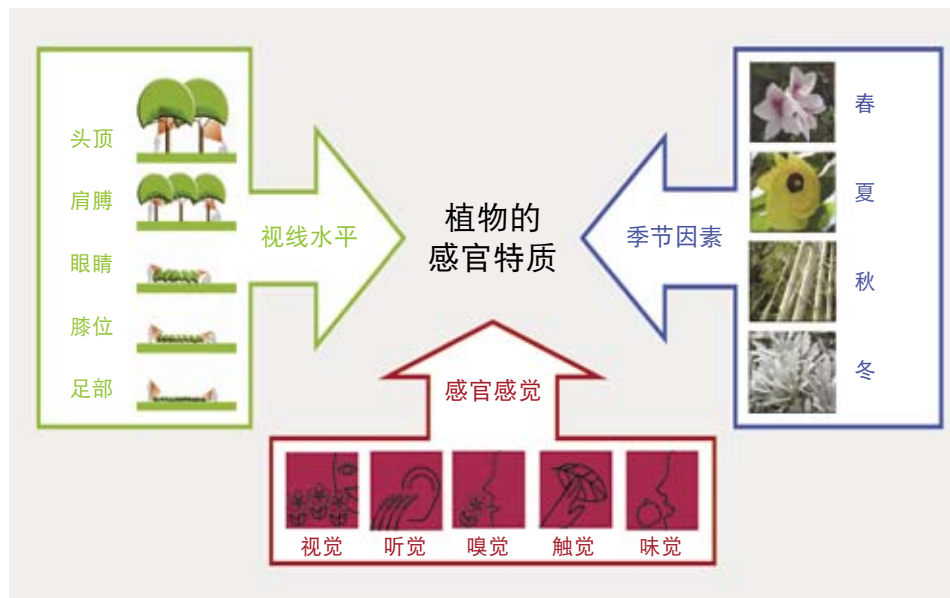 头顶
肩膊
眼睛
膝位
足部
视线水平
植物的
感官特质
季节因素
春
夏
秋
冬
感官感觉
视觉 听觉 嗅觉 触觉 味觉